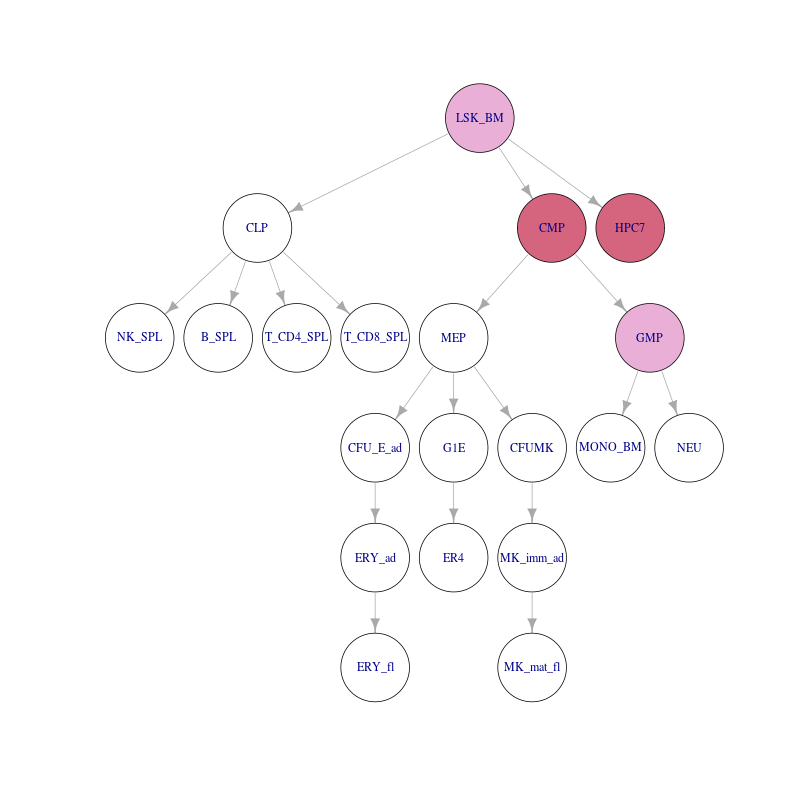 LSK_BM
CLP
CMP
HPC7
NK_SPL
B_SPL
T_CD4_SPL
T_CD8_SPL
MEP
GMP
CFU_E_ad
G1E
CFUMK
MONO_BM
NEU
ERY_ad
ER4
MK_imm_ad
ERY_fl
MK_mat_fl